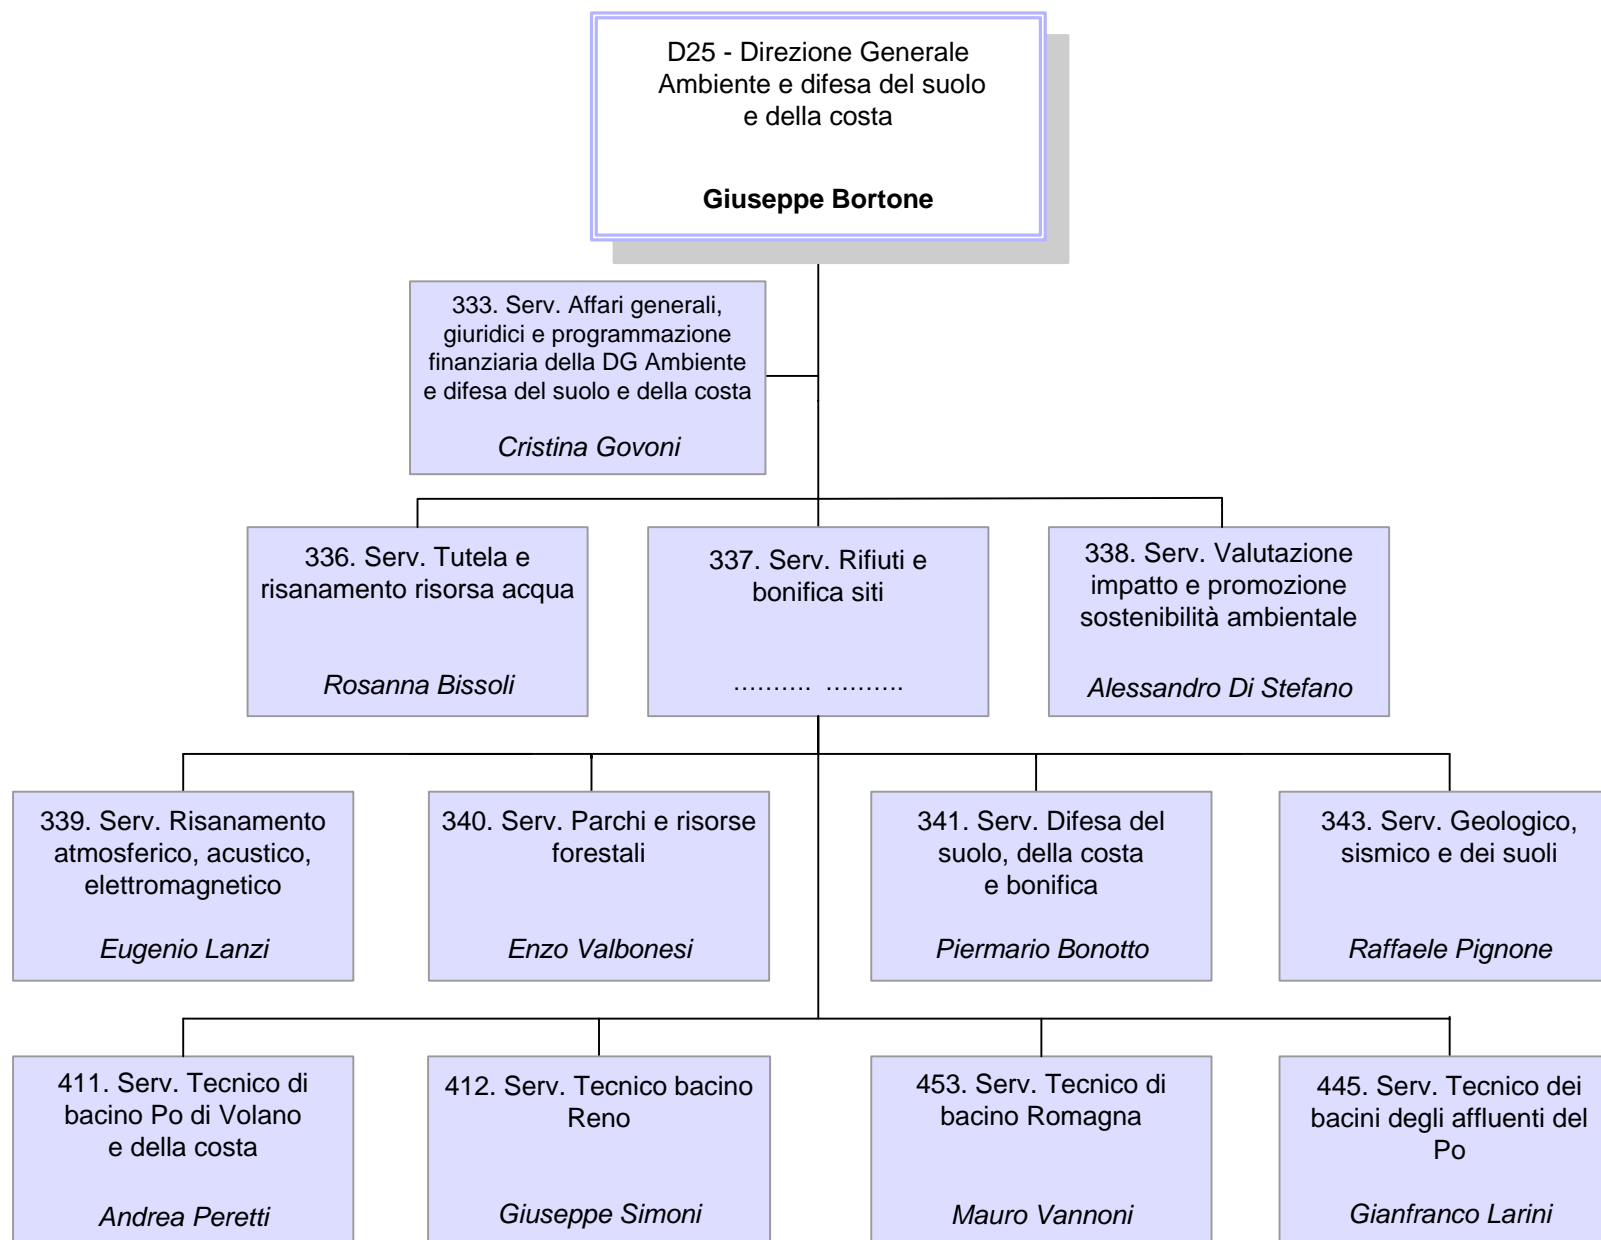 D25 - Direzione Generale
Ambiente e difesa del suolo
e della costa
Giuseppe Bortone
333. Serv. Affari generali,
giuridici e programmazione
finanziaria della DG Ambiente
e difesa del suolo e della costa
Cristina Govoni
336. Serv. Tutela e
risanamento risorsa acqua
Rosanna Bissoli
337. Serv. Rifiuti e
bonifica siti
.......... ..........
338. Serv. Valutazione
impatto e promozione
sostenibilità ambientale
Alessandro Di Stefano
339. Serv. Risanamento
atmosferico, acustico,
elettromagnetico
Eugenio Lanzi
340. Serv. Parchi e risorse
forestali
Enzo Valbonesi
341. Serv. Difesa del
suolo, della costa
e bonifica
Piermario Bonotto
343. Serv. Geologico,
sismico e dei suoli
Raffaele Pignone
411. Serv. Tecnico di
bacino Po di Volano
e della costa
Andrea Peretti
412. Serv. Tecnico bacino
Reno
Giuseppe Simoni
453. Serv. Tecnico di
bacino Romagna
Mauro Vannoni
445. Serv. Tecnico dei
bacini degli affluenti del
Po
Gianfranco Larini